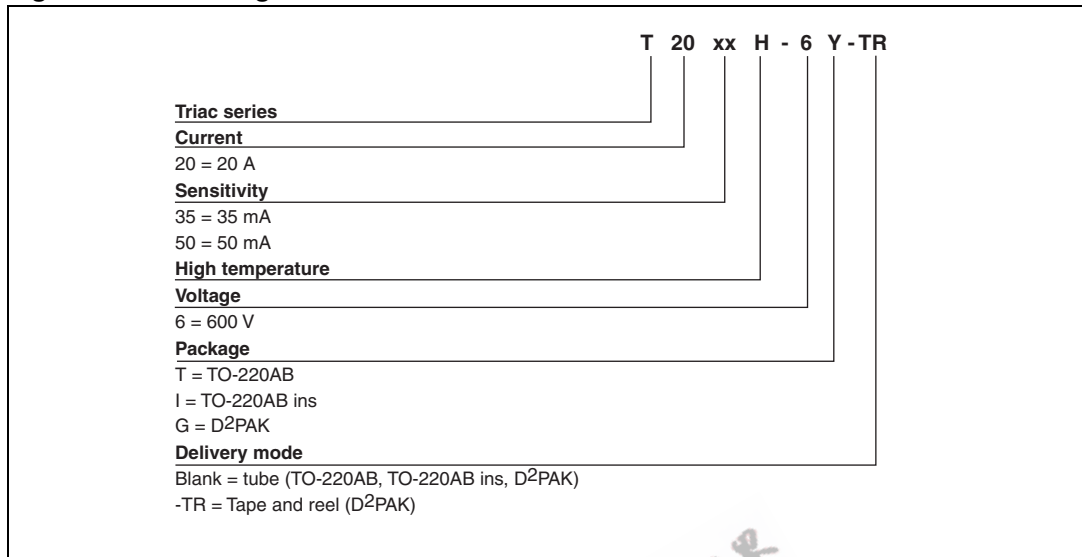 T 20 xx H - 6 Y - TR
Triac series
Current
20 = 20 A
Sensitivity
35 = 35 mA
50 = 50 mA
High temperature
Voltage
6 = 600 V
Package
T = TO-220AB
I = TO-220AB ins
G = D2PAK
Delivery mode
Blank = tube (TO-220AB, TO-220AB ins, D2PAK)
-TR = Tape and reel (D2PAK)